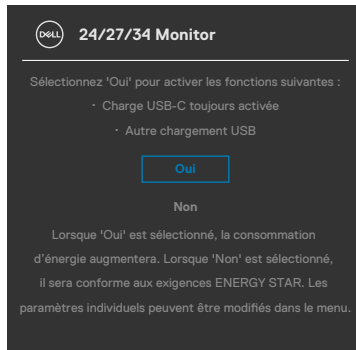 DELL
24/27/34 Monitor
Sélectionnez 'Oui' pour activer les fonctions suivantes :
· Charge USB-C toujours activée
· Autre chargement USB
Oui
Non
Lorsque 'Oui' est sélectionné, la consommation
d'énergie augmentera. Lorsque 'Non' est sélectionné,
il sera conforme aux exigences ENERGY STAR. Les
paramètres individuels peuvent être modifiés dans le menu.